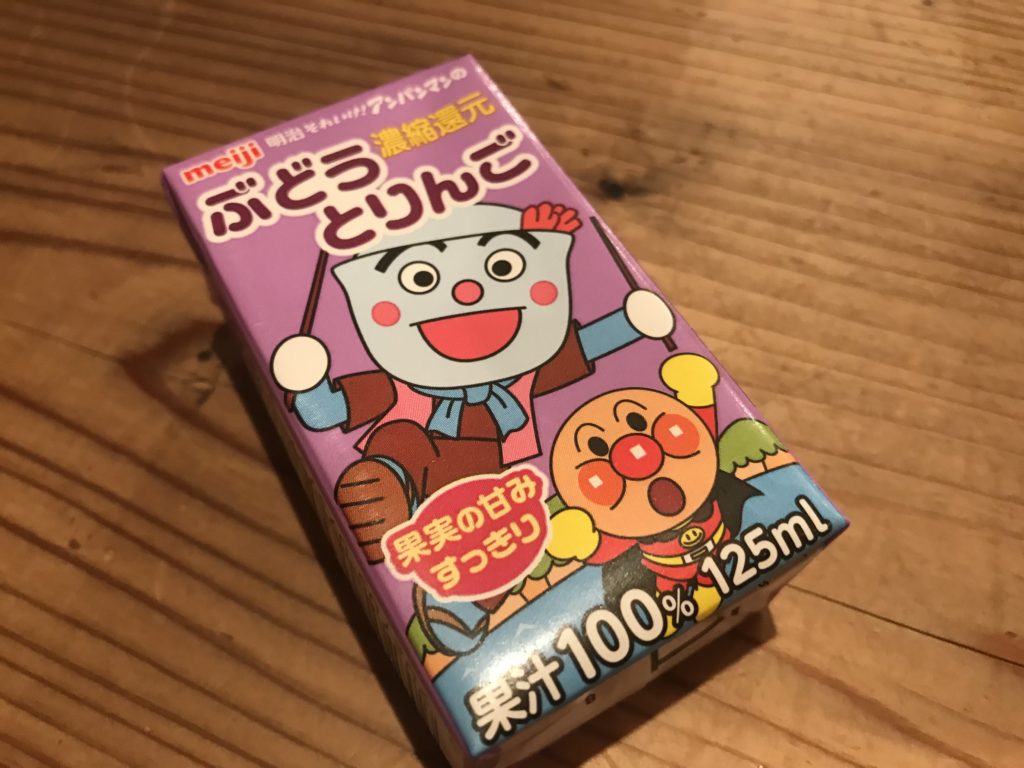 meiji 明治 それいけ!アンパンマンの
濃縮還元
ぶどう
とりんご
果実の甘み
すっきり
果汁100% 125ml